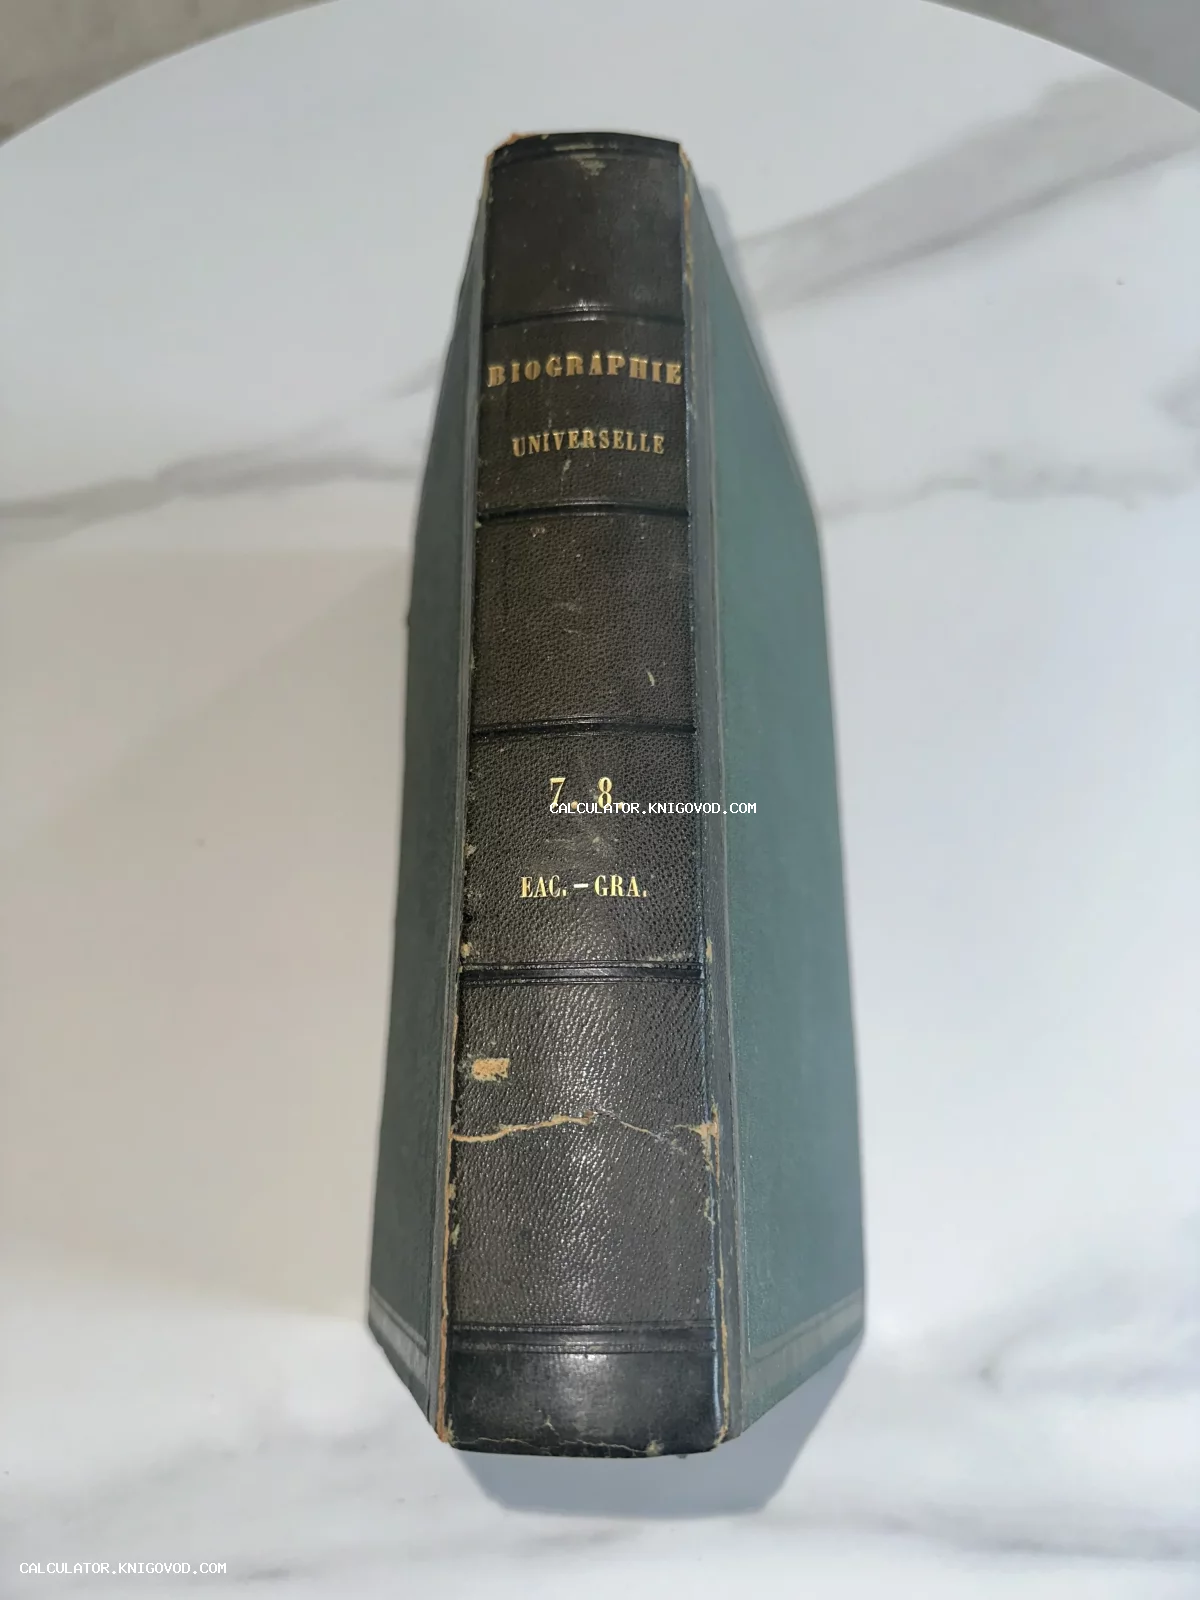 BIOGRAPHIE
UNIVERSELLE
7. 8.
CALCULATOR.KNIGOVOD.COM
EAC.-GRA.
CALCULATOR.KNIGOVOD.COM